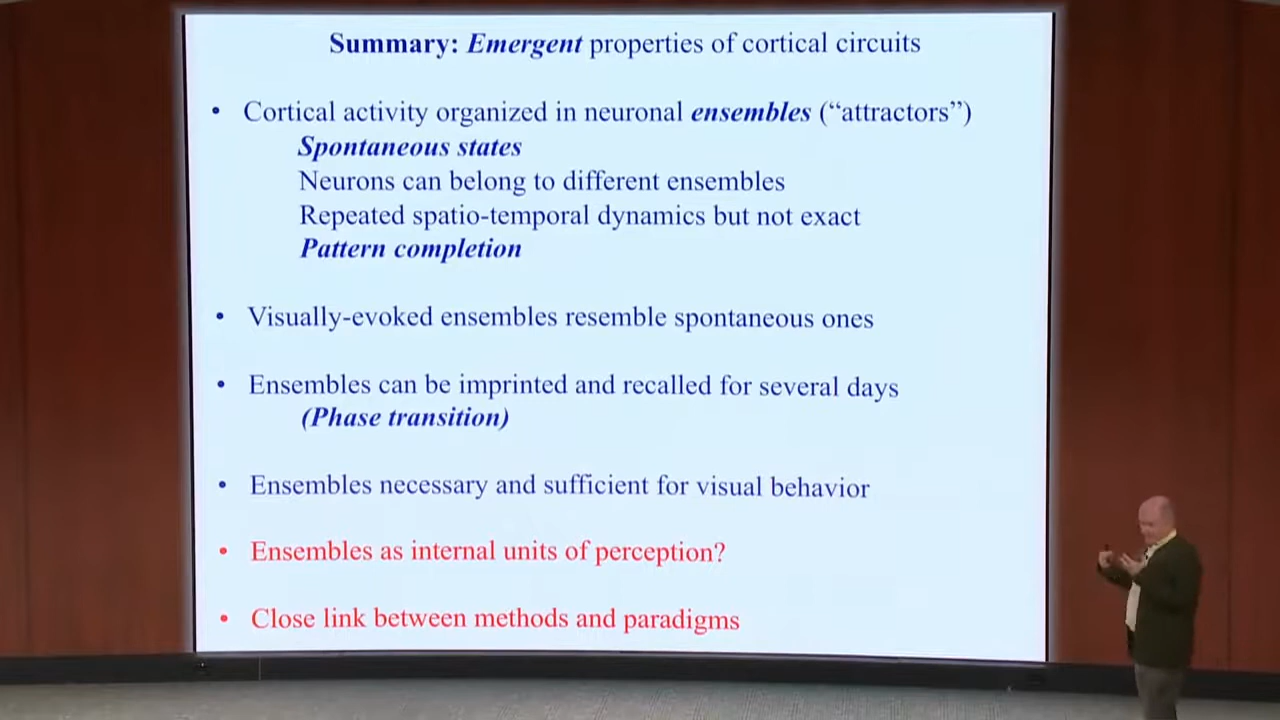 Summary: Emergent properties of cortical circuits
• Cortical activity organized in neuronal ensembles (“attractors”)
Spontaneous states
Neurons can belong to different ensembles
Repeated spatio-temporal dynamics but not exact
Pattern completion
• Visually-evoked ensembles resemble spontaneous ones
• Ensembles can be imprinted and recalled for several days
(Phase transition)
• Ensembles necessary and sufficient for visual behavior
• Ensembles as internal units of perception?
• Close link between methods and paradigms